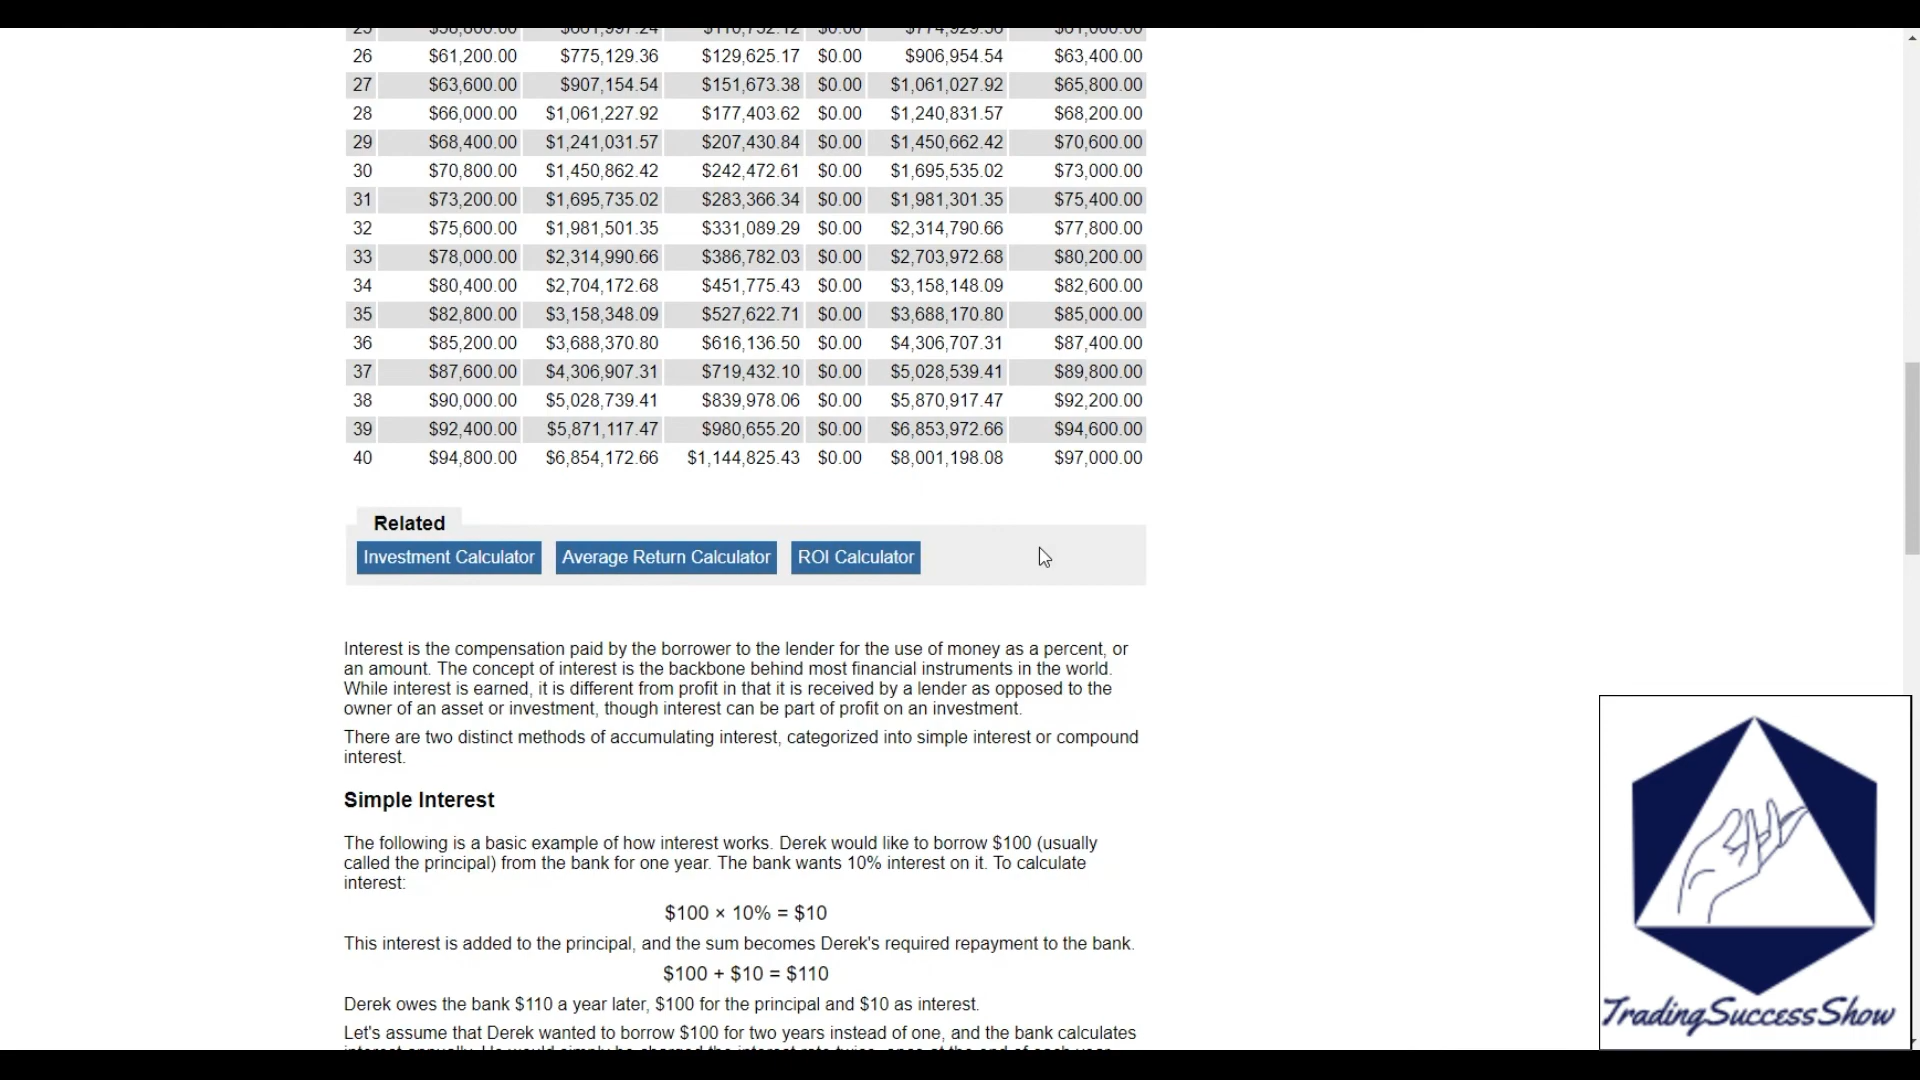 25 $58,800.00 $661,997.24 $110,732.12 $0.00 $774,929.36 $61,000.00
26 $61,200.00 $775,129.36 $129,625.17 $0.00 $906,954.54 $63,400.00
27 $63,600.00 $907,154.54 $151,673.38 $0.00 $1,061,027.92 $65,800.00
28 $66,000.00 $1,061,227.92 $177,403.62 $0.00 $1,240,831.57 $68,200.00
29 $68,400.00 $1,241,031.57 $207,430.84 $0.00 $1,450,662.42 $70,600.00
30 $70,800.00 $1,450,862.42 $242,472.61 $0.00 $1,695,535.02 $73,000.00
31 $73,200.00 $1,695,735.02 $283,366.34 $0.00 $1,981,301.35 $75,400.00
32 $75,600.00 $1,981,501.35 $331,089.29 $0.00 $2,314,790.66 $77,800.00
33 $78,000.00 $2,314,990.66 $386,782.03 $0.00 $2,703,972.68 $80,200.00
34 $80,400.00 $2,704,172.68 $451,775.43 $0.00 $3,158,148.09 $82,600.00
35 $82,800.00 $3,158,348.09 $527,622.71 $0.00 $3,688,170.80 $85,000.00
36 $85,200.00 $3,688,370.80 $616,136.50 $0.00 $4,306,707.31 $87,400.00
37 $87,600.00 $4,306,907.31 $719,432.10 $0.00 $5,028,539.41 $89,800.00
38 $90,000.00 $5,028,739.41 $839,978.06 $0.00 $5,870,917.47 $92,200.00
39 $92,400.00 $5,871,117.47 $980,655.20 $0.00 $6,853,972.66 $94,600.00
40 $94,800.00 $6,854,172.66 $1,144,825.43 $0.00 $8,001,198.08 $97,000.00
Related
Investment Calculator Average Return Calculator ROI Calculator
Interest is the compensation paid by the borrower to the lender for the use of money as a percent, or
an amount. The concept of interest is the backbone behind most financial instruments in the world.
While interest is earned, it is different from profit in that it is received by a lender as opposed to the
owner of an asset or investment, though interest can be part of profit on an investment.
There are two distinct methods of accumulating interest, categorized into simple interest or compound
interest.
Simple Interest
The following is a basic example of how interest works. Derek would like to borrow $100 (usually
called the principal) from the bank for one year. The bank wants 10% interest on it. To calculate
interest:
$100 × 10% = $10
This interest is added to the principal, and the sum becomes Derek's required repayment to the bank.
$100 + $10 = $110
Derek owes the bank $110 a year later, $100 for the principal and $10 as interest.
Let's assume that Derek wanted to borrow $100 for two years instead of one, and the bank calculates
TradingSuccessShow